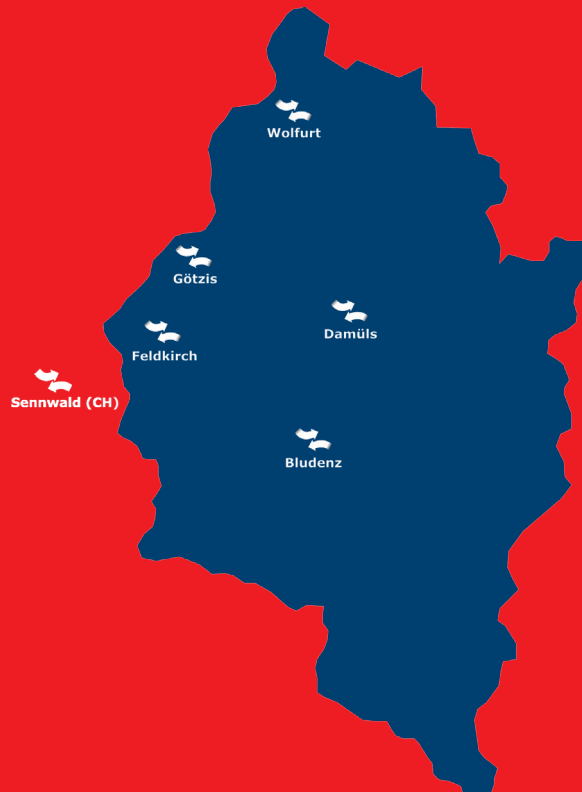 Wolfurt
Götzis
Damüls
Feldkirch
Sennwald (CH)
Bludenz